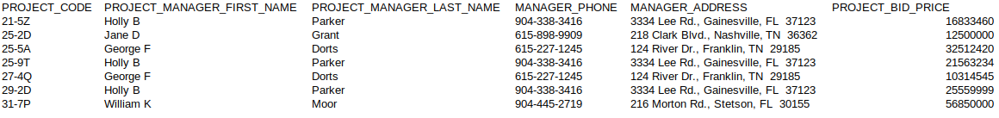 PROJECT_CODE PROJECT_MANAGER_FIRST_NAME PROJECT_MANAGER_LAST_NAME MANAGER_PHONE MANAGER_ADDRESS PROJECT_BID_PRICE
21-5Z Holly B Parker 904-338-3416 3334 Lee Rd., Gainesville, FL  37123 16833460
25-2D Jane D Grant 615-898-9909 218 Clark Blvd., Nashville, TN  36362 12500000
25-5A George F Dorts 615-227-1245 124 River Dr., Franklin, TN  29185 32512420
25-9T Holly B Parker 904-338-3416 3334 Lee Rd., Gainesville, FL  37123 21563234
27-4Q George F Dorts 615-227-1245 124 River Dr., Franklin, TN  29185 10314545
29-2D Holly B Parker 904-338-3416 3334 Lee Rd., Gainesville, FL  37123 25559999
31-7P William K Moor 904-445-2719 216 Morton Rd., Stetson, FL  30155 56850000